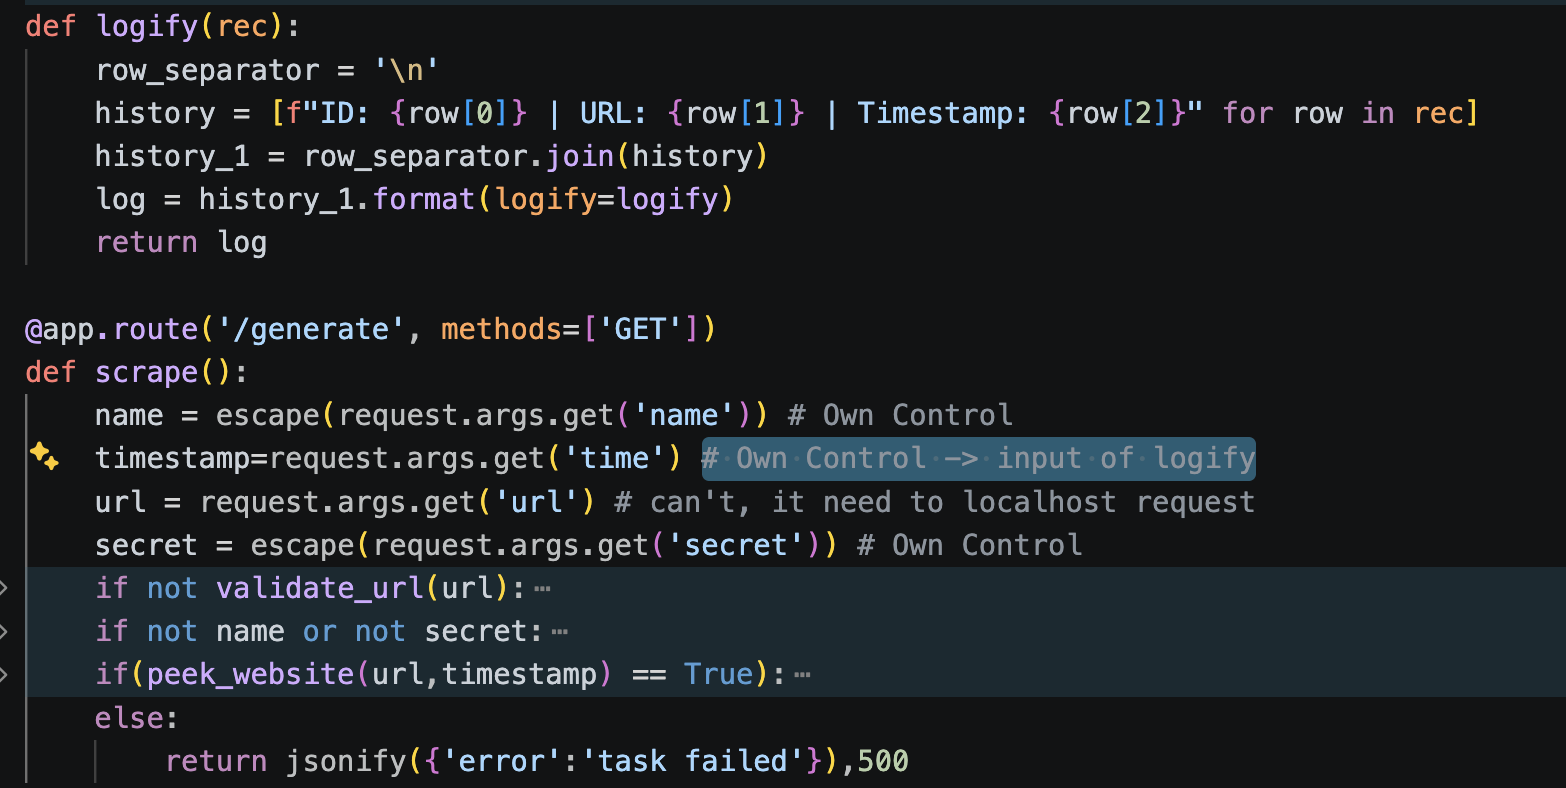 def logify(rec):
    row_separator = '\n'
    history = [f"ID: {row[0]} | URL: {row[1]} | Timestamp: {row[2]}" for row in rec]
    history_1 = row_separator.join(history)
    log = history_1.format(logify=logify)
    return log

@app.route('/generate', methods=['GET'])
def scrape():
    name = escape(request.args.get('name')) # Own Control
    timestamp=request.args.get('time') # Own Control -> input of logify
    url = request.args.get('url') # can't, it need to localhost request
    secret = escape(request.args.get('secret')) # Own Control
    if not validate_url(url):⋯
    if not name or not secret:⋯
    if(peek_website(url,timestamp) == True):⋯
    else:
        return jsonify({'error':'task failed'}),500